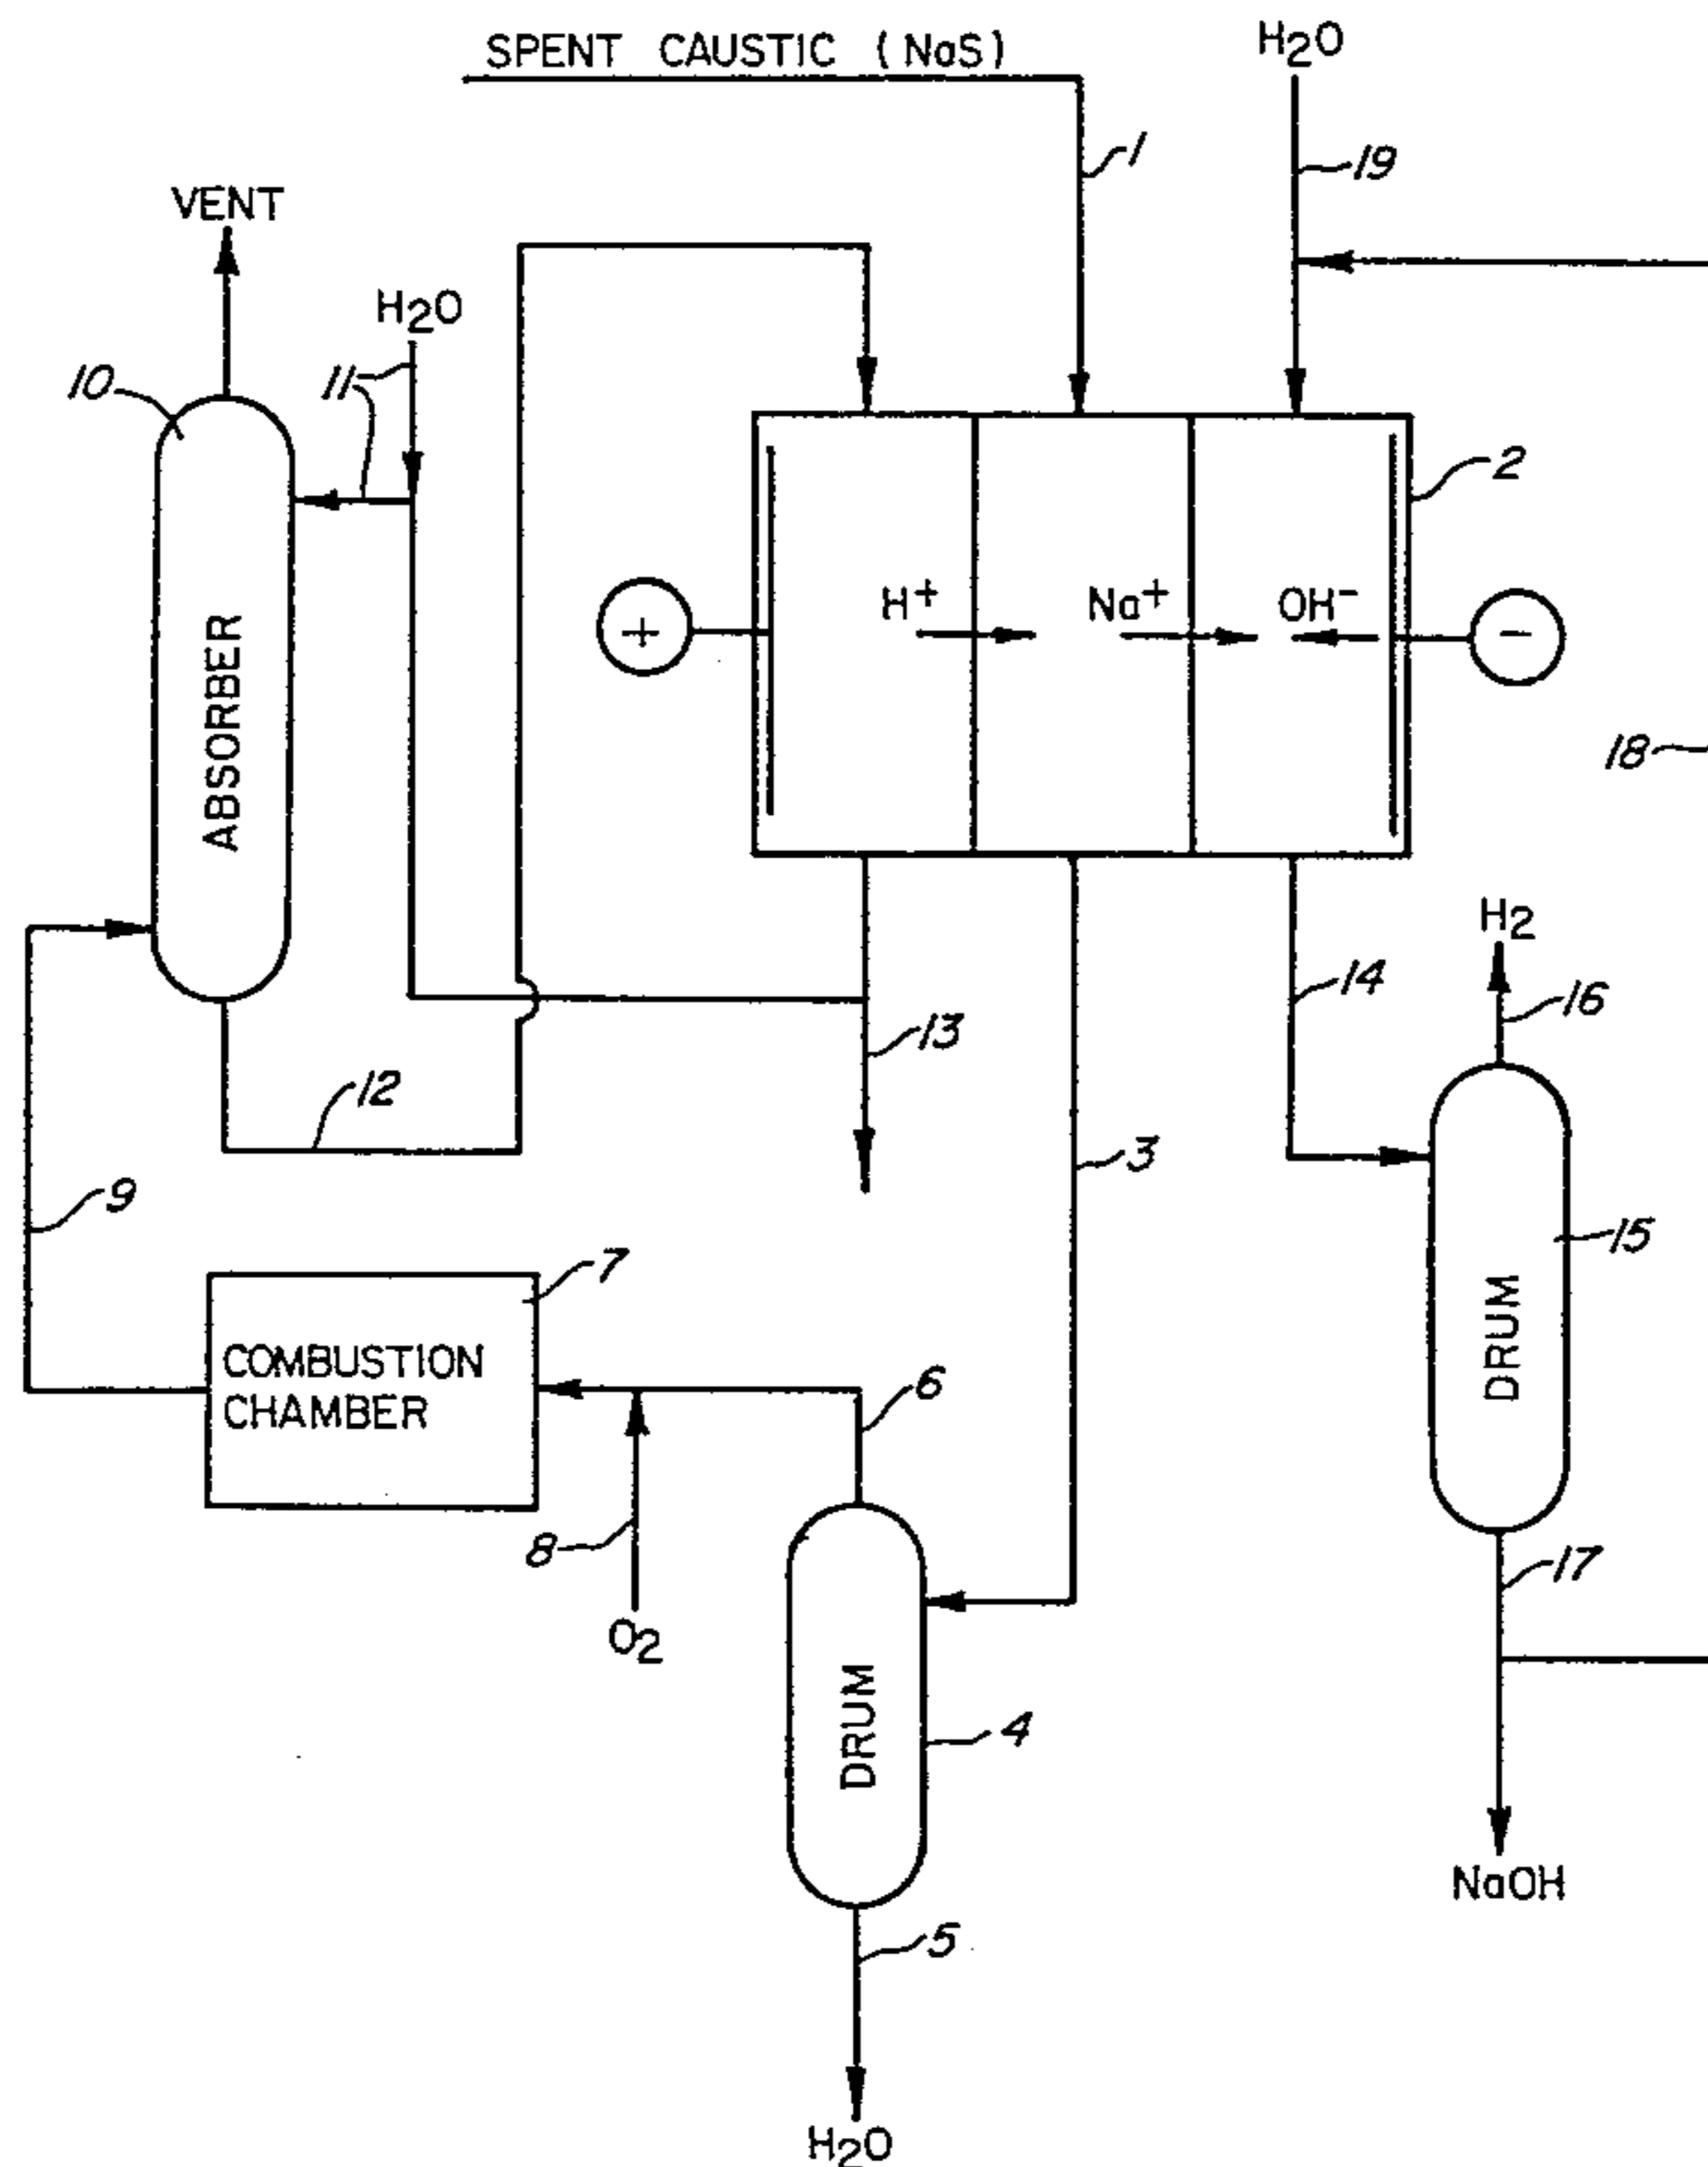 SPENT CAUSTIC (NaS)
H2O
1
19
VENT
H2O
10
11
2
H+
Na+
OH-
+
-
18
ABSORBER
H2
14
16
13
12
3
9
15
7
DRUM
COMBUSTION
CHAMBER
6
8
17
O2
DRUM
4
NaOH
5
H2O